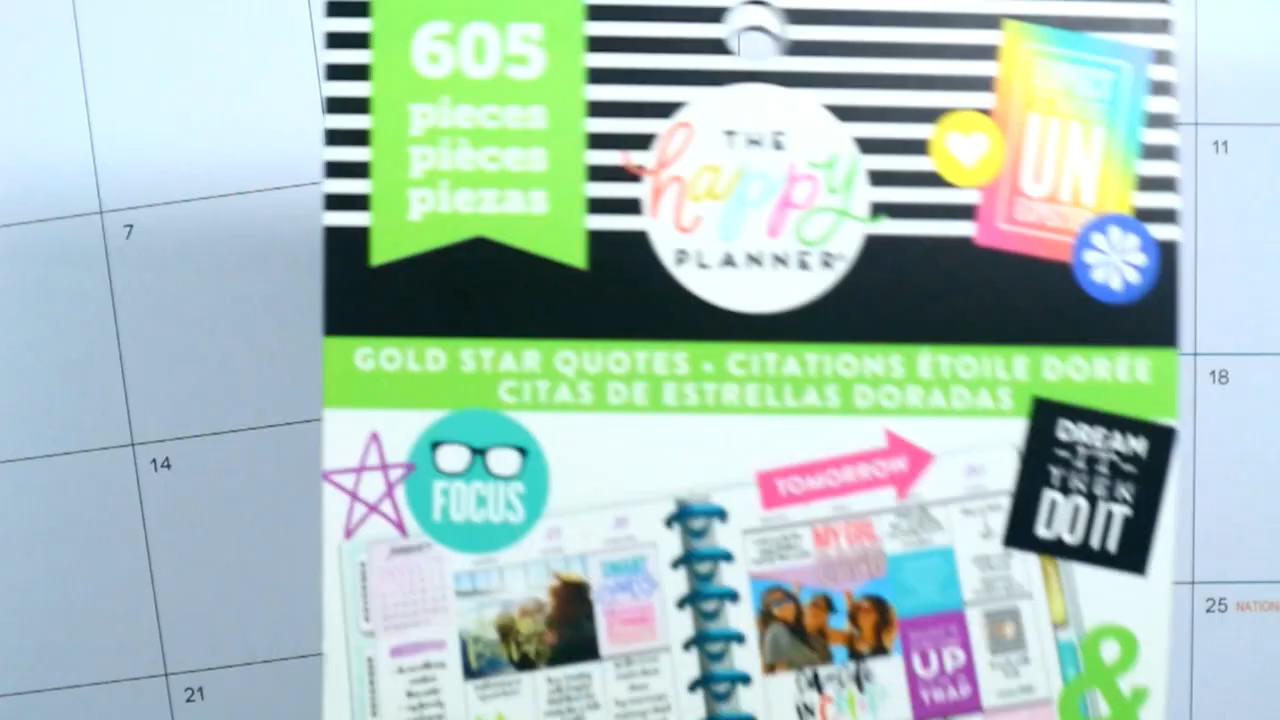 605
pieces
pièces
piezas
THE
happy
PLANNER
UN
GOLD STAR QUOTES • CITATIONS ÉTOILE DORÉE
CITAS DE ESTRELLAS DORADAS
FOCUS
TOMORROW
DREAM
IT
THEN
DO IT
UP
&
7
14
21
11
18
25 NATION